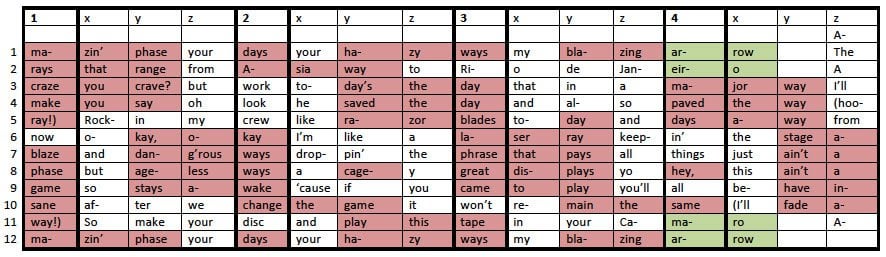 1 x y z 2 x y z 3 x y z 4 x y z
A-
1 ma- zin' phase your days your ha- zy ways my bla- zing ar- row The
2 rays that range from A- sia way to Ri- o de Jan- eir- o A
3 craze you crave? but work to- day's the day that in a ma- jor way I'll
4 make you say oh look he saved the day and al- so paved the way (hoo-
5 ray!) Rock- in my crew like ra- zor blades to- day and days a- way from
6 now o- kay, o- kay I'm like a la- ser ray keep- in' the stage a-
7 blaze and dan- g'rous ways drop- pin' the phrase that pays all things just ain't a
8 phase but age- less ways a cage- y great dis- plays yo hey, this ain't a
9 game so stays a- wake 'cause if you came to play you'll all be- have in-
10 sane af- ter we change the game it won't re- main the same (I'll fade a-
11 way!) So make your disc and play this tape in your Ca- ma- ro A-
12 ma- zin' phase your days your ha- zy ways my bla- zing ar- row